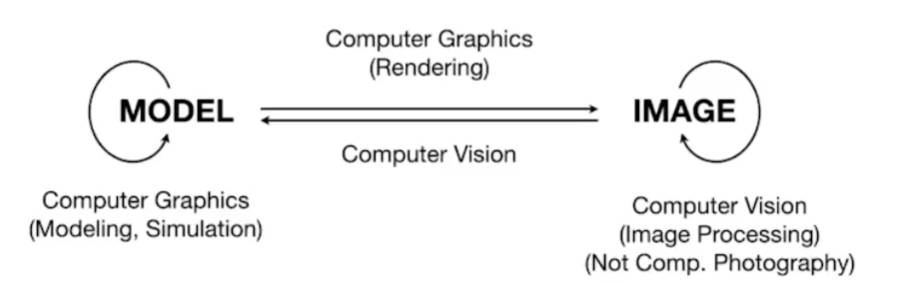 Computer Graphics
(Rendering)
MODEL
IMAGE
Computer Vision
Computer Graphics
(Modeling, Simulation)
Computer Vision
(Image Processing)
(Not Comp. Photography)